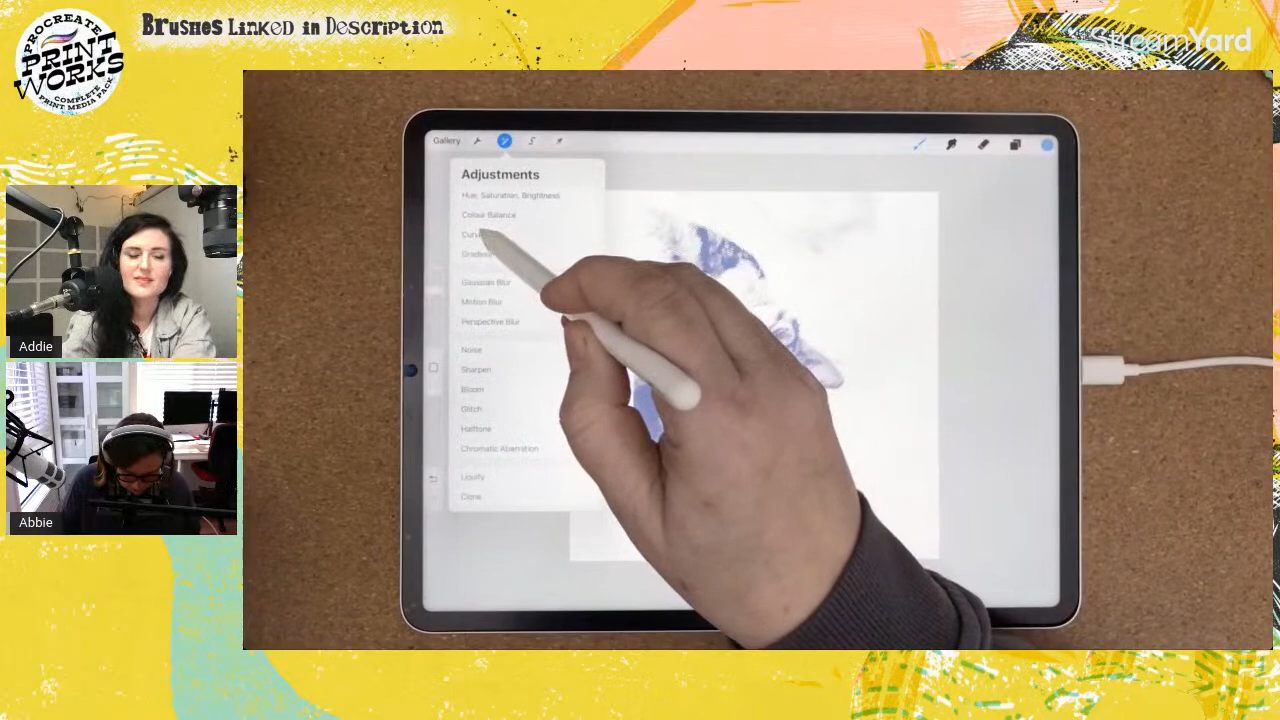 PROCREATE
PRINT
WORKS
COMPLETE
PRINT MEDIA PACK
Brushes Linked in Description
StreamYard
Gallery
Adjustments
Hue, Saturation, Brightness
Colour Balance
Gaussian Blur
Motion Blur
Perspective Blur
Noise
Sharpen
Bloom
Glitch
Halftone
Chromatic Aberration
Liquify
Clone
Addie
Abbie